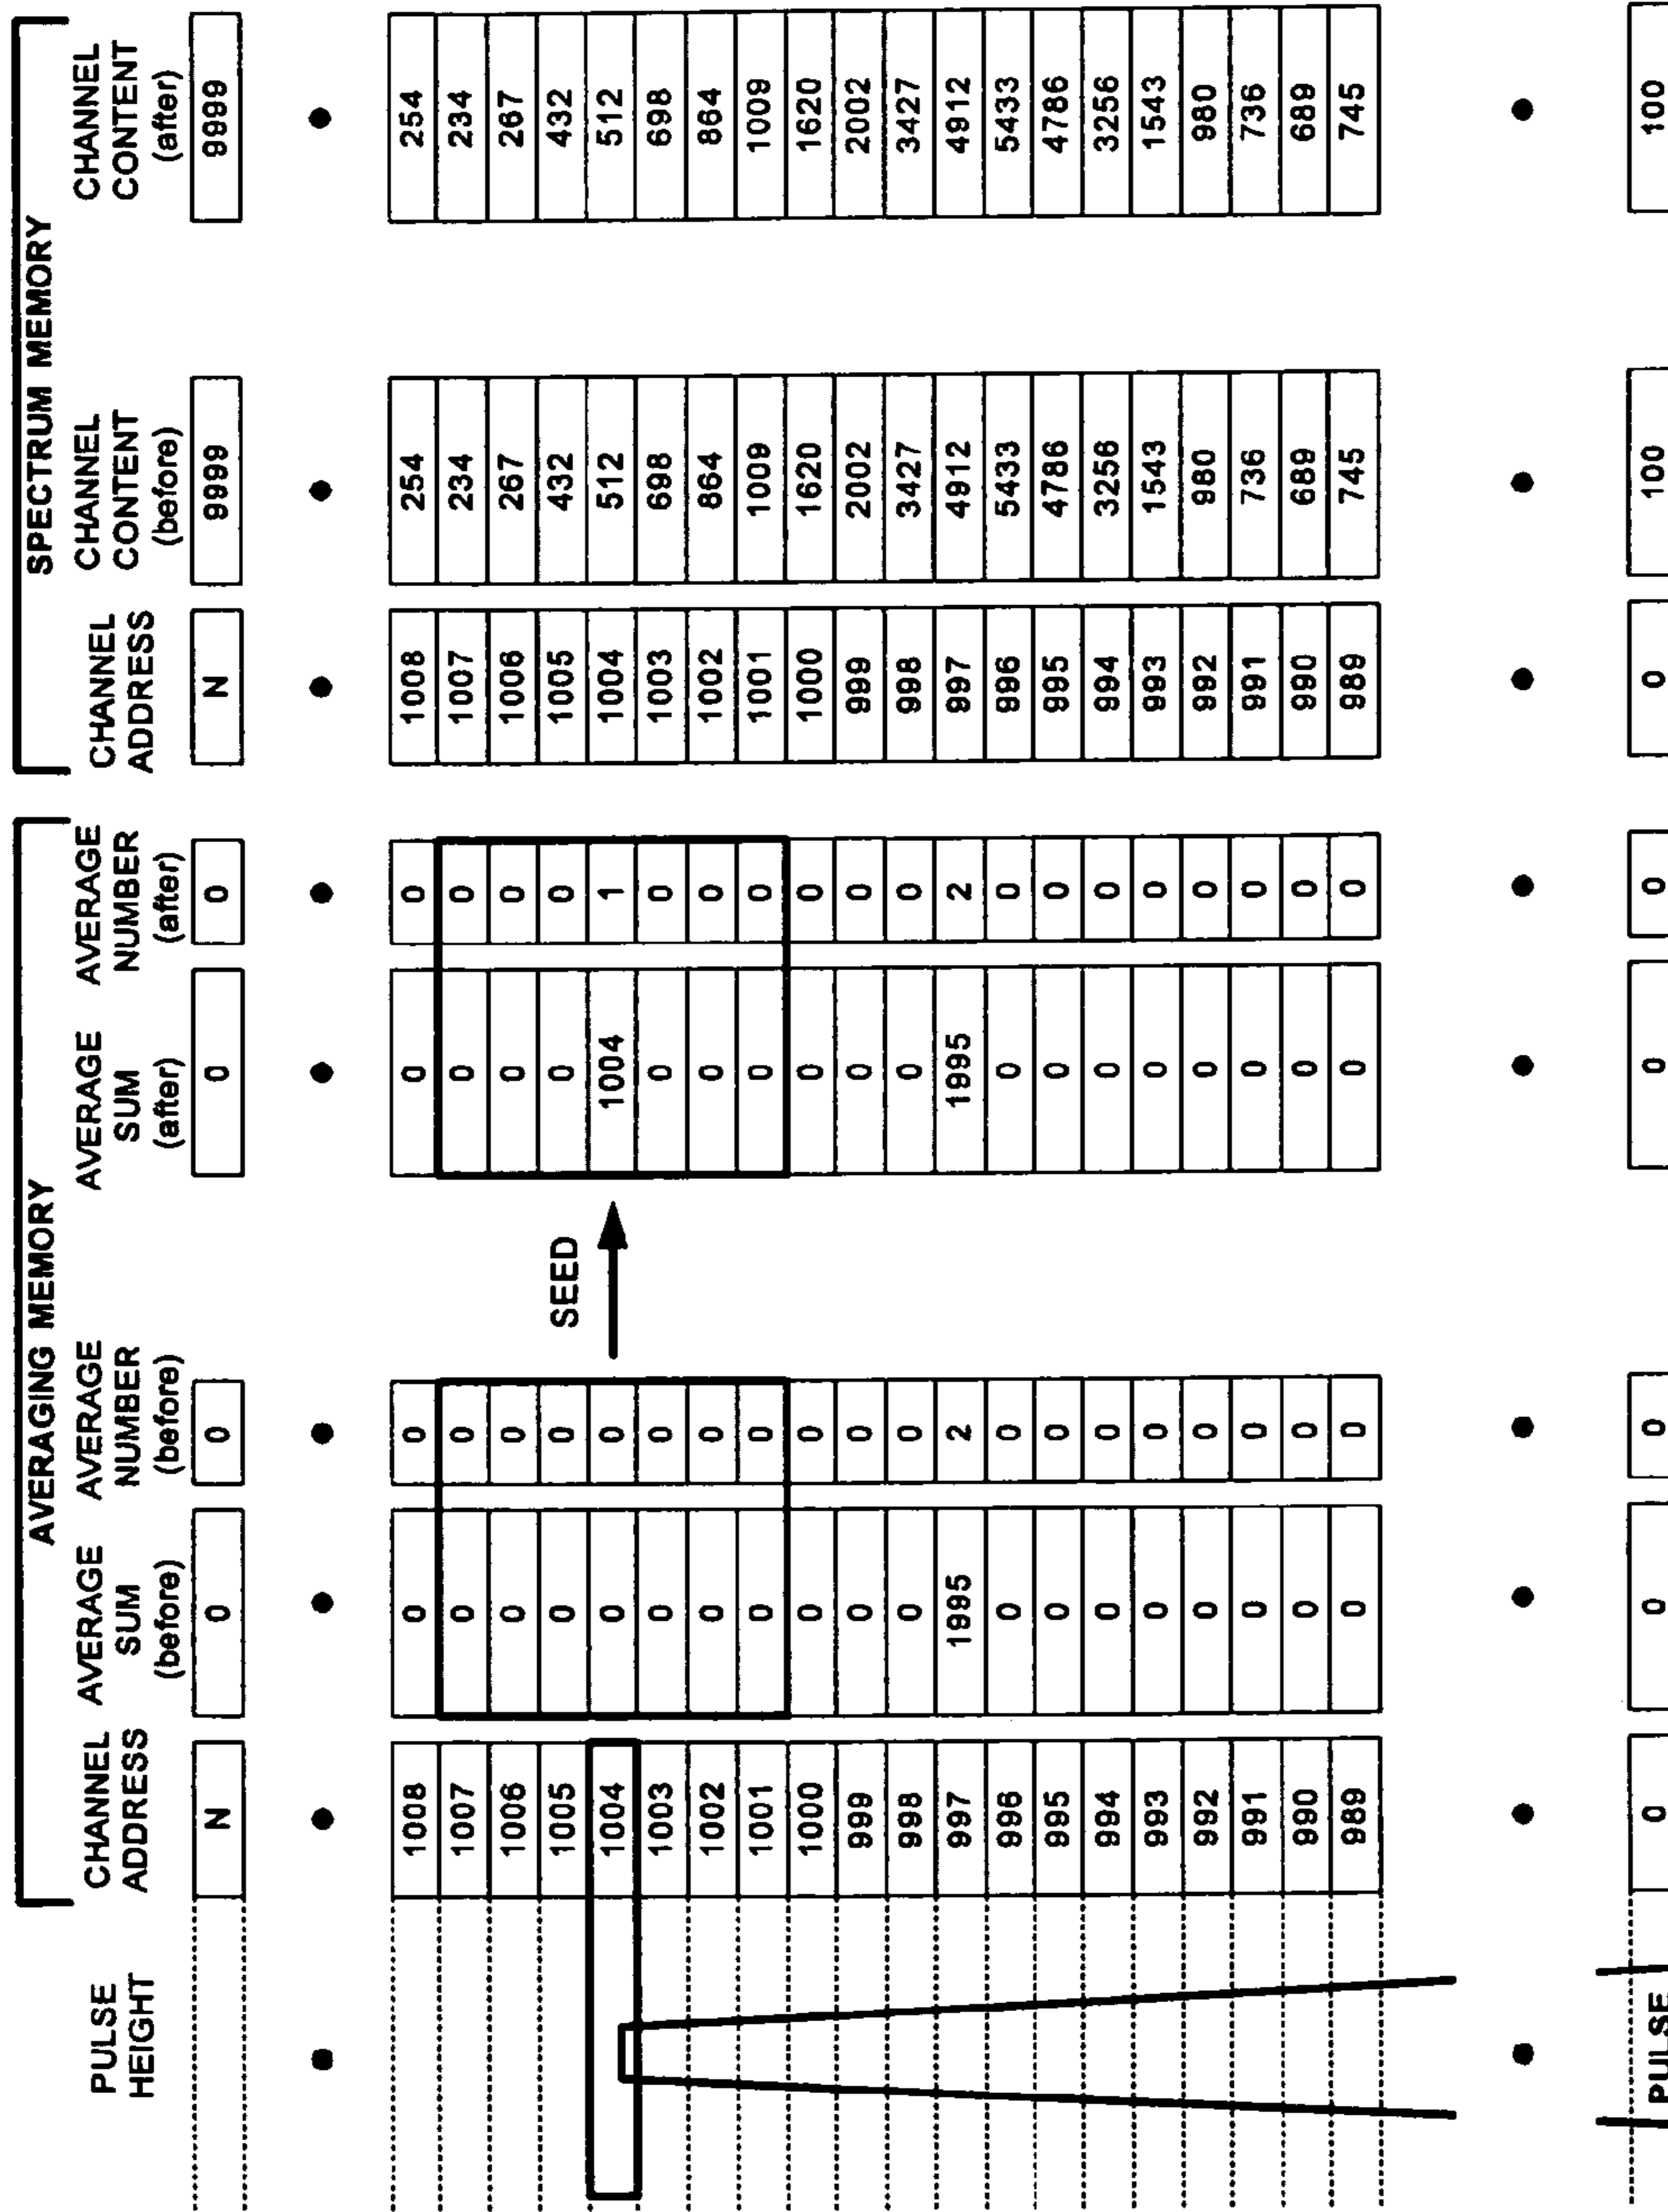 AVERAGING MEMORY SPECTRUM MEMORY
PULSE HEIGHT CHANNEL ADDRESS AVERAGE SUM (before) AVERAGE NUMBER (before) AVERAGE SUM (after) AVERAGE NUMBER (after) CHANNEL ADDRESS CHANNEL CONTENT (before) CHANNEL CONTENT (after)
N 0 0 0 0 N 9999 9999
1008 0 0 0 0 1008 254 254
1007 0 0 0 0 1007 234 234
1006 0 0 0 0 1006 267 267
1005 0 0 0 0 1005 432 432
SEED
1004 0 0 1004 1 1004 512 512
1003 0 0 0 0 1003 698 698
1002 0 0 0 0 1002 864 864
1001 0 0 0 0 1001 1009 1009
1000 0 0 0 0 1000 1620 1620
999 0 0 0 0 999 2002 2002
998 0 0 0 0 998 3427 3427
997 1995 2 1995 2 997 4912 4912
996 0 0 0 0 996 5433 5433
995 0 0 0 0 995 4786 4786
994 0 0 0 0 994 3256 3256
993 0 0 0 0 993 1543 1543
992 0 0 0 0 992 980 980
991 0 0 0 0 991 736 736
990 0 0 0 0 990 689 689
989 0 0 0 0 989 745 745
PULSE 0 0 0 0 0 0 100 100